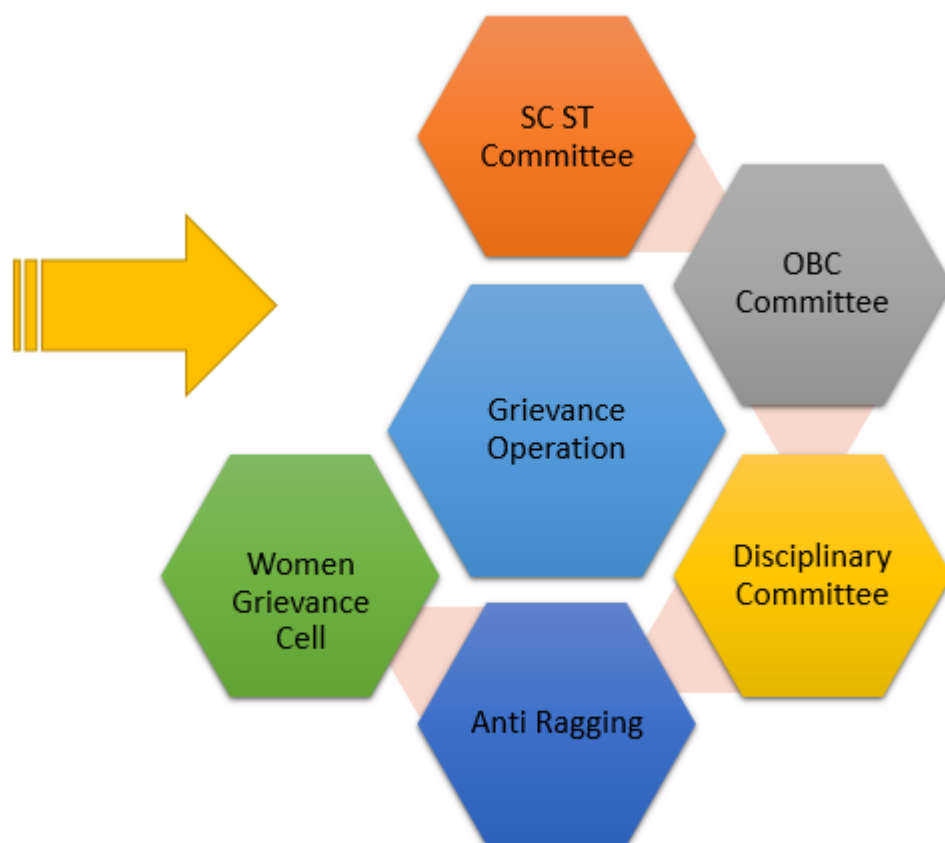 SC ST
Committee
OBC
Committee
Grievance
Operation
Disciplinary
Committee
Women
Grievance
Cell
Anti Ragging